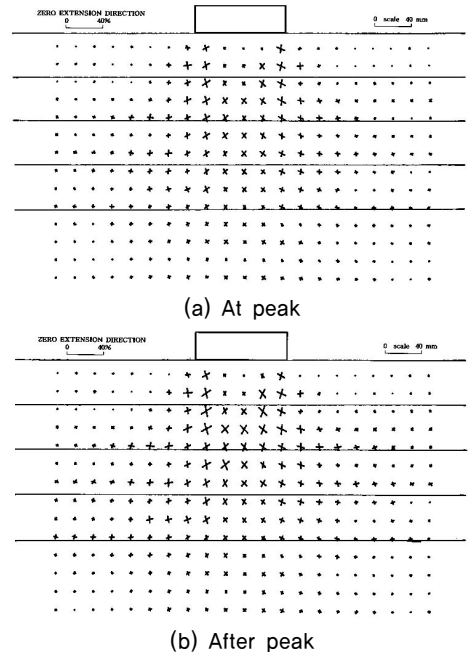 ZERO EXTENSION DIRECTION
0 40%
0 scale 40 mm
(a) At peak
ZERO EXTENSION DIRECTION
0 40%
0 scale 40 mm
(b) After peak